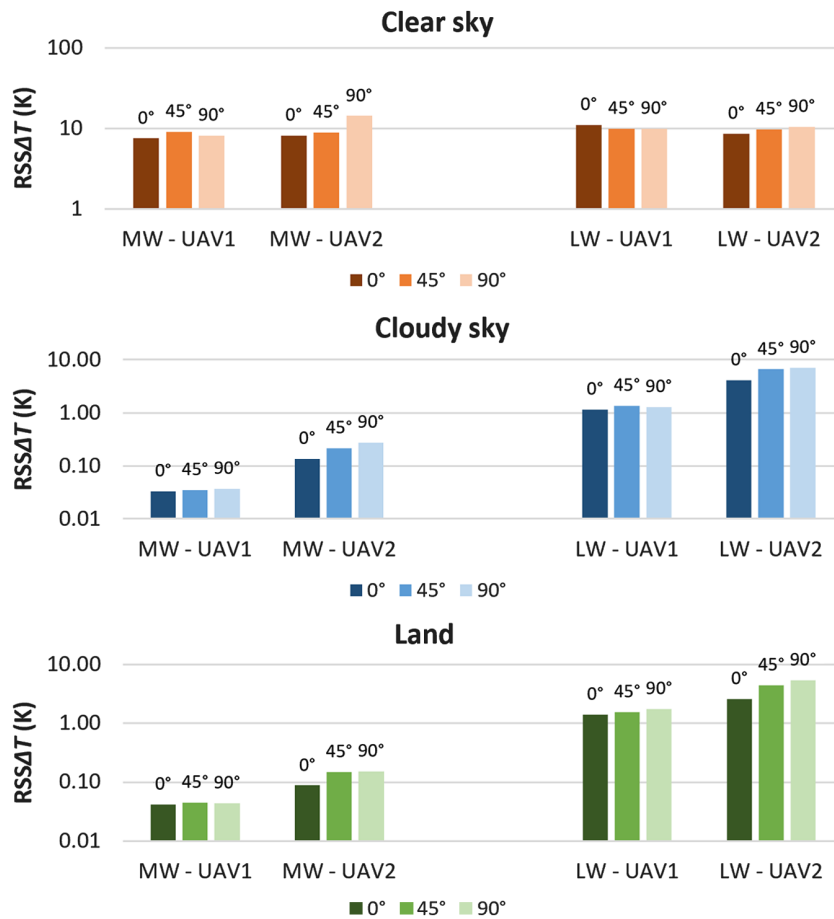 Clear sky
100
10
1
RSSΔT (K)
0° 45° 90° 0° 45° 90° 0° 45° 90° 0° 45° 90°
MW - UAV1 MW - UAV2 LW - UAV1 LW - UAV2
0° 45° 90°
Cloudy sky
10.00
1.00
0.10
0.01
RSSΔT (K)
0° 45° 90° 0° 45° 90° 0° 45° 90° 0° 45° 90°
MW - UAV1 MW - UAV2 LW - UAV1 LW - UAV2
0° 45° 90°
Land
10.00
1.00
0.10
0.01
RSSΔT (K)
0° 45° 90° 0° 45° 90° 0° 45° 90° 0° 45° 90°
MW - UAV1 MW - UAV2 LW - UAV1 LW - UAV2
0° 45° 90°